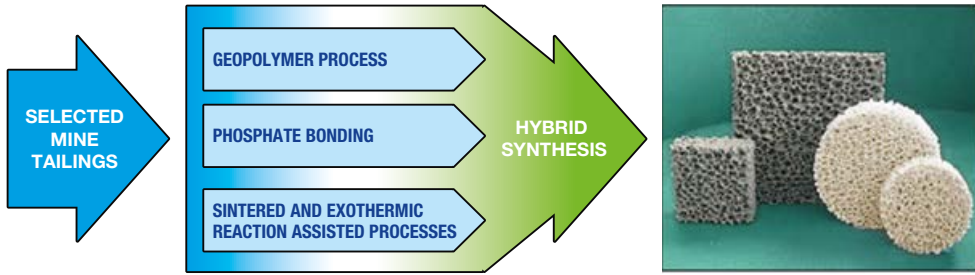 SELECTED
MINE
TAILINGS
GEOPOLYMER PROCESS
PHOSPHATE BONDING
SINTERED AND EXOTHERMIC
REACTION ASSISTED PROCESSES
HYBRID
SYNTHESIS